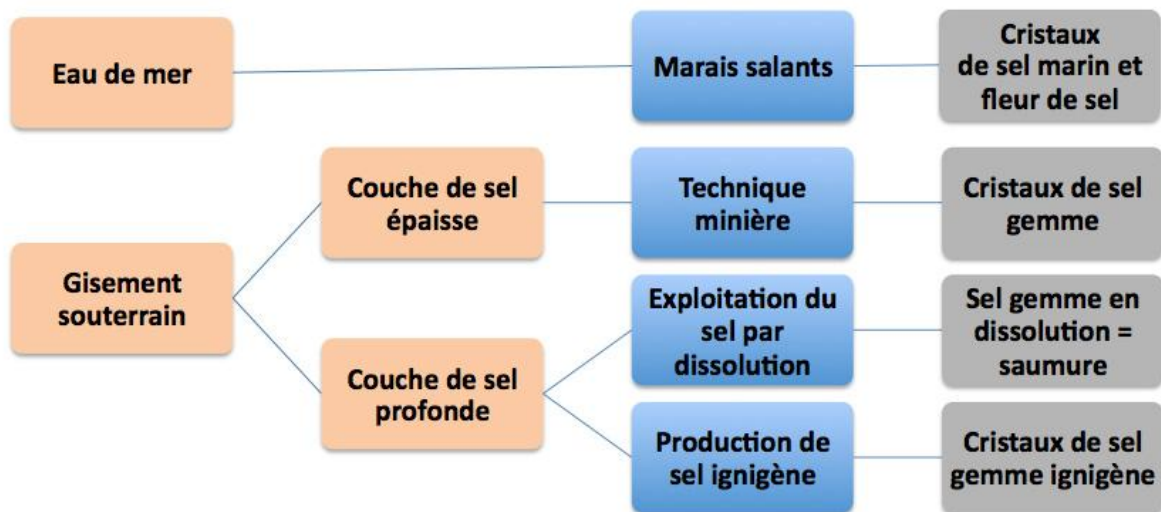 Eau de mer
Marais salants
Cristaux
de sel marin et
fleur de sel
Gisement
souterrain
Couche de sel
épaisse
Technique
minière
Cristaux de sel
gemme
Couche de sel
profonde
Exploitation du
sel par
dissolution
Sel gemme en
dissolution =
saumure
Production de
sel ignigène
Cristaux de sel
gemme ignigène